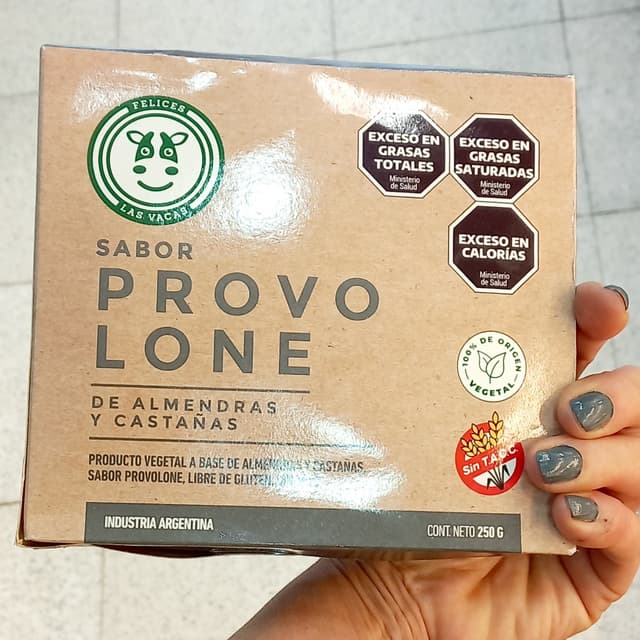 FELICES
LAS VACAS
EXCESO EN
GRASAS
TOTALES
Ministerio
de Salud
EXCESO EN
GRASAS
SATURADAS
Ministerio
de Salud
EXCESO EN
CALORÍAS
Ministerio
de Salud
SABOR
PROVO
LONE
DE ALMENDRAS
Y CASTAÑAS
100% DE ORIGEN
VEGETAL
Sin T.A.C.C.
PRODUCTO VEGETAL A BASE DE ALMENDRAS Y CASTAÑAS,
SABOR PROVOLONE, LIBRE DE GLUTEN.
INDUSTRIA ARGENTINA
CONT. NETO 250 G